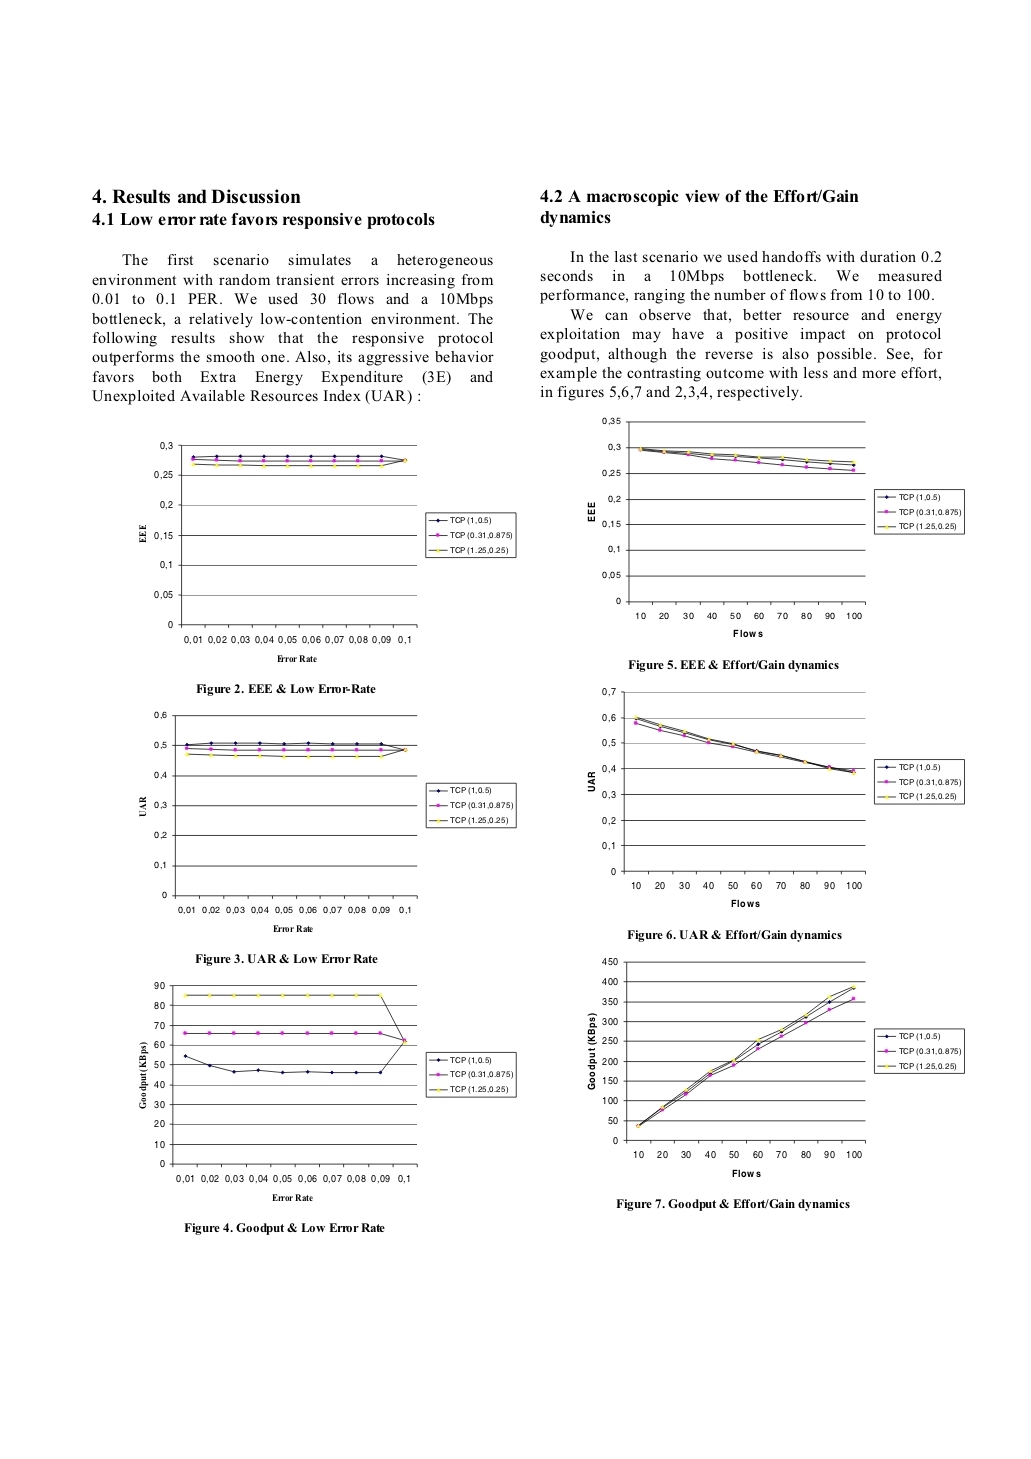 4. Results and Discussion
4.1 Low error rate favors responsive protocols
The first scenario simulates a heterogeneous
environment with random transient errors increasing from
0.01 to 0.1 PER. We used 30 flows and a 10Mbps
bottleneck, a relatively low-contention environment. The
following results show that the responsive protocol
outperforms the smooth one. Also, its aggressive behavior
favors both Extra Energy Expenditure (3E) and
Unexploited Available Resources Index (UAR) :
0,3
0,25
0,2
0,15
0,1
0,05
0
EEE
0,01 0,02 0,03 0,04 0,05 0,06 0,07 0,08 0,09 0,1
Error Rate
TCP (1,0.5)
TCP (0.31,0.875)
TCP (1.25,0.25)
Figure 2. EEE & Low Error-Rate
0,6
0,5
0,4
0,3
0,2
0,1
0
UAR
0,01 0,02 0,03 0,04 0,05 0,06 0,07 0,08 0,09 0,1
Error Rate
TCP (1,0.5)
TCP (0.31,0.875)
TCP (1.25,0.25)
Figure 3. UAR & Low Error Rate
90
80
70
60
50
40
30
20
10
0
Goodput (KBps)
0,01 0,02 0,03 0,04 0,05 0,06 0,07 0,08 0,09 0,1
Error Rate
TCP (1,0.5)
TCP (0.31,0.875)
TCP (1.25,0.25)
Figure 4. Goodput & Low Error Rate
4.2 A macroscopic view of the Effort/Gain
dynamics
In the last scenario we used handoffs with duration 0.2
seconds in a 10Mbps bottleneck. We measured
performance, ranging the number of flows from 10 to 100.
We can observe that, better resource and energy
exploitation may have a positive impact on protocol
goodput, although the reverse is also possible. See, for
example the contrasting outcome with less and more effort,
in figures 5,6,7 and 2,3,4, respectively.
0,35
0,3
0,25
0,2
0,15
0,1
0,05
0
EEE
10 20 30 40 50 60 70 80 90 100
Flows
TCP (1,0.5)
TCP (0.31,0.875)
TCP (1.25,0.25)
Figure 5. EEE & Effort/Gain dynamics
0,7
0,6
0,5
0,4
0,3
0,2
0,1
0
UAR
10 20 30 40 50 60 70 80 90 100
Flows
TCP (1,0.5)
TCP (0.31,0.875)
TCP (1.25,0.25)
Figure 6. UAR & Effort/Gain dynamics
450
400
350
300
250
200
150
100
50
0
Goodput (KBps)
10 20 30 40 50 60 70 80 90 100
Flows
TCP (1,0.5)
TCP (0.31,0.875)
TCP (1.25,0.25)
Figure 7. Goodput & Effort/Gain dynamics